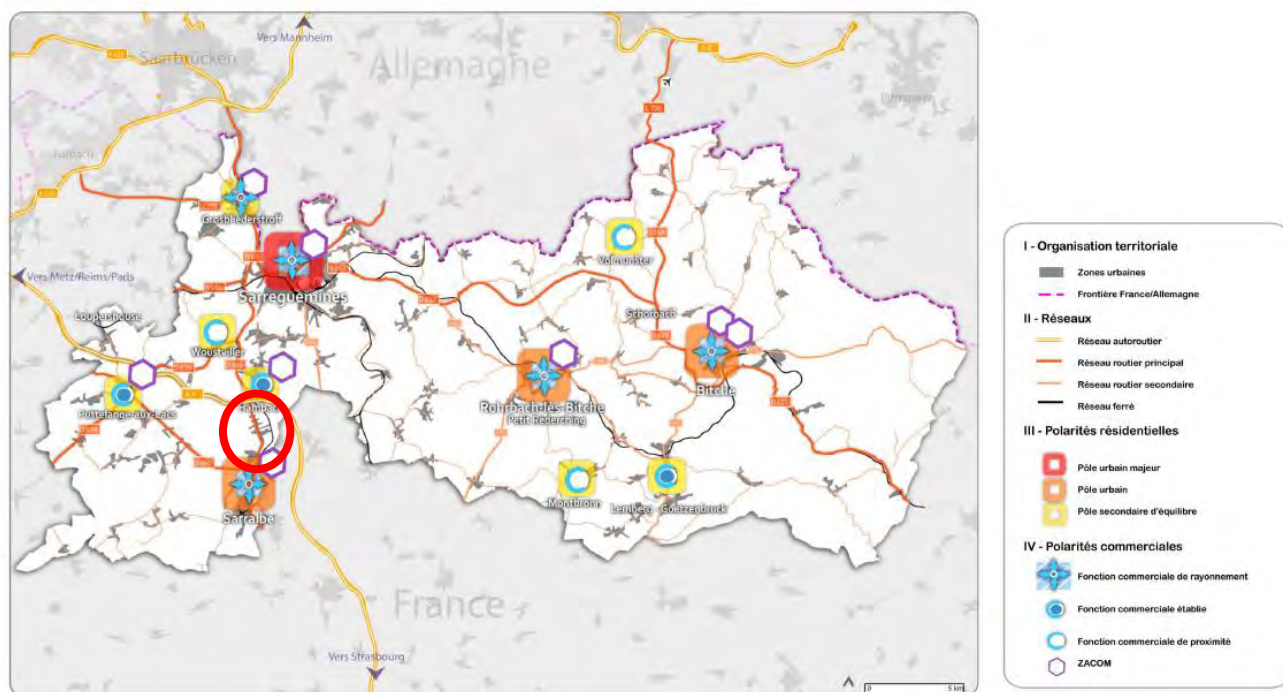 Vers Mannheim
Saarbrücken
Allemagne
Forbach
Grosbliederstroff
Volmunster
Vers Metz/Reims/Paris
Sarreguemines
Loupershouse
Schorbach
Woustviller
Bitche
Puttelange-aux-Lacs
Hambach
Rohrbach-lès-Bitche
Petit Rederching
Montbronn
Lemberg - Goetzenbruck
Sarralbe
France
Vers Strasbourg
0
5 km
I - Organisation territoriale
Zones urbaines
Frontière France/Allemagne
II - Réseaux
Réseau autoroutier
Réseau routier principal
Réseau routier secondaire
Réseau ferré
III - Polarités résidentielles
Pôle urbain majeur
Pôle urbain
Pôle secondaire d'équilibre
IV - Polarités commerciales
Fonction commerciale de rayonnement
Fonction commerciale établie
Fonction commerciale de proximité
ZACOM